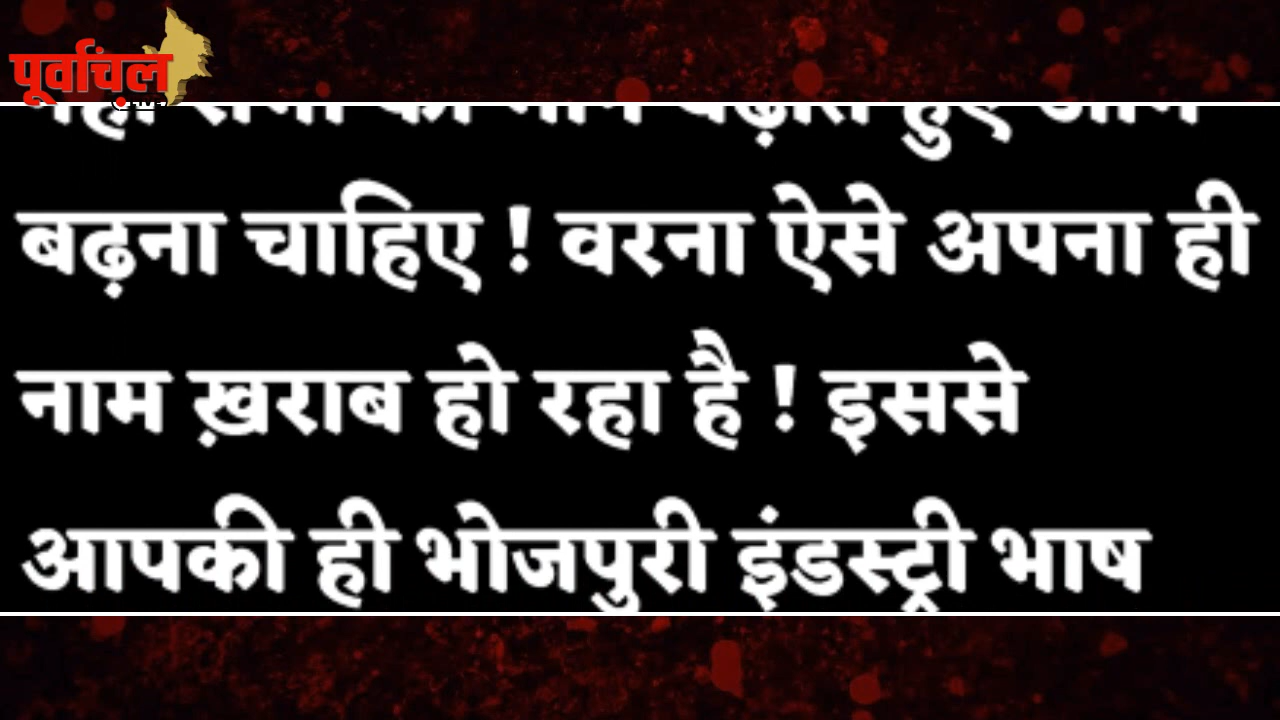 पूर्वांचल
बढ़ना चाहिए ! वरना ऐसे अपना ही
नाम ख़राब हो रहा है ! इससे
आपकी ही भोजपुरी इंडस्ट्री भाष